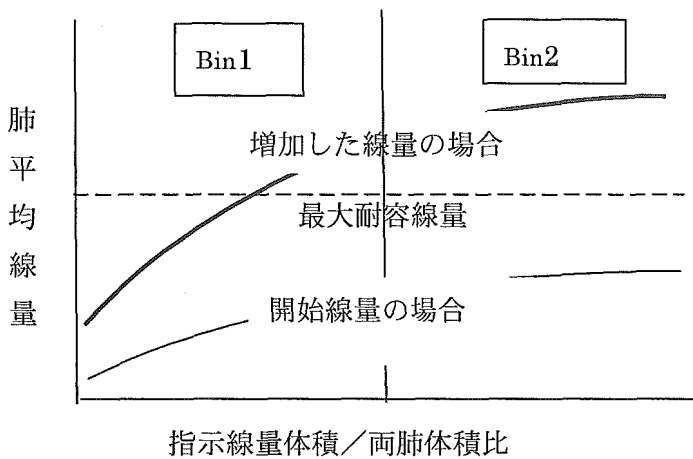 Bin1
Bin2
肺平均線量
増加した線量の場合
最大耐容線量
開始線量の場合
指示線量体積／両肺体積比